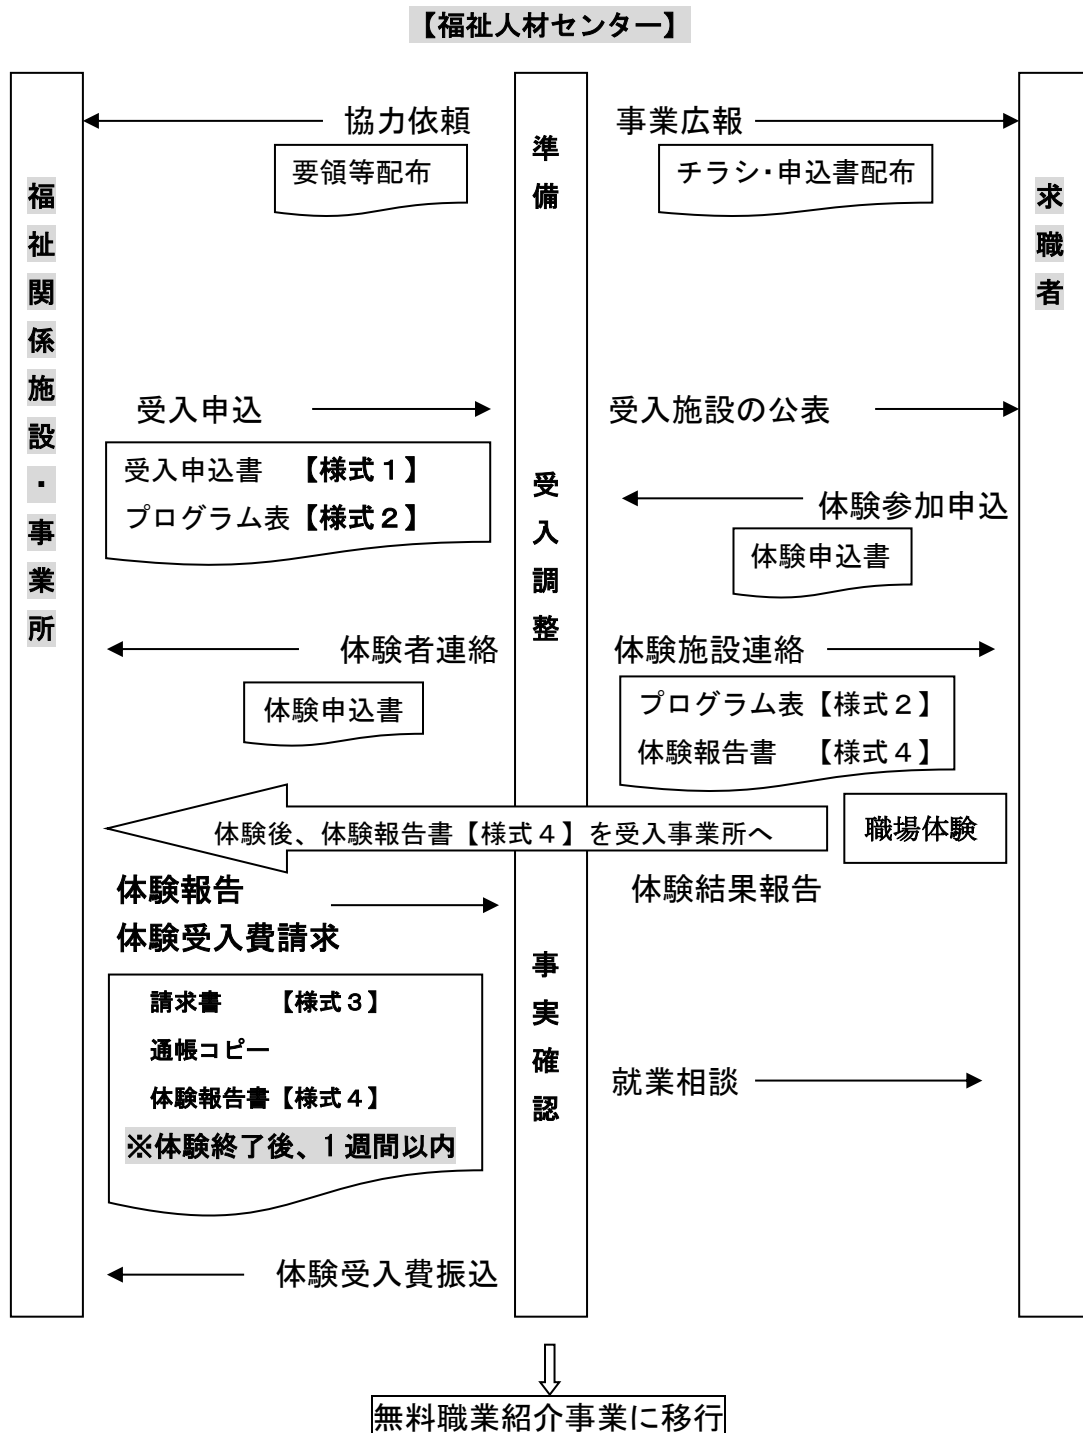 【福祉人材センター】
協力依頼
事業広報
要領等配布
チラシ・申込書配布
準備
福祉関係施設・事業所
求職者
受入申込
受入施設の公表
受入申込書　【様式１】
プログラム表【様式２】
受入調整
体験参加申込
体験申込書
体験者連絡
体験施設連絡
体験申込書
プログラム表【様式２】
体験報告書　【様式４】
職場体験
体験後、体験報告書【様式４】を受入事業所へ
体験報告
体験受入費請求
体験結果報告
事実確認
請求書　　【様式３】
通帳コピー
体験報告書【様式４】
※体験終了後、1 週間以内
就業相談
体験受入費振込
無料職業紹介事業に移行